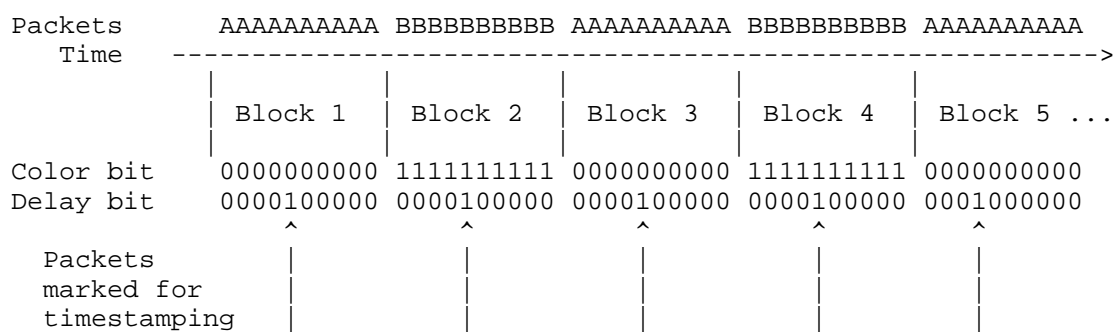 Packets AAAAAAAAAA BBBBBBBBBB AAAAAAAAAA BBBBBBBBBB AAAAAAAAAA
Time ---------------------------------------------------------->
| | | | |
| Block 1 | Block 2 | Block 3 | Block 4 | Block 5 ...
| | | | |
Color bit 0000000000 1111111111 0000000000 1111111111 0000000000
Delay bit 0000100000 0000100000 0000100000 0000100000 0001000000
^ ^ ^ ^ ^
Packets | | | | |
marked for | | | | |
timestamping | | | | |